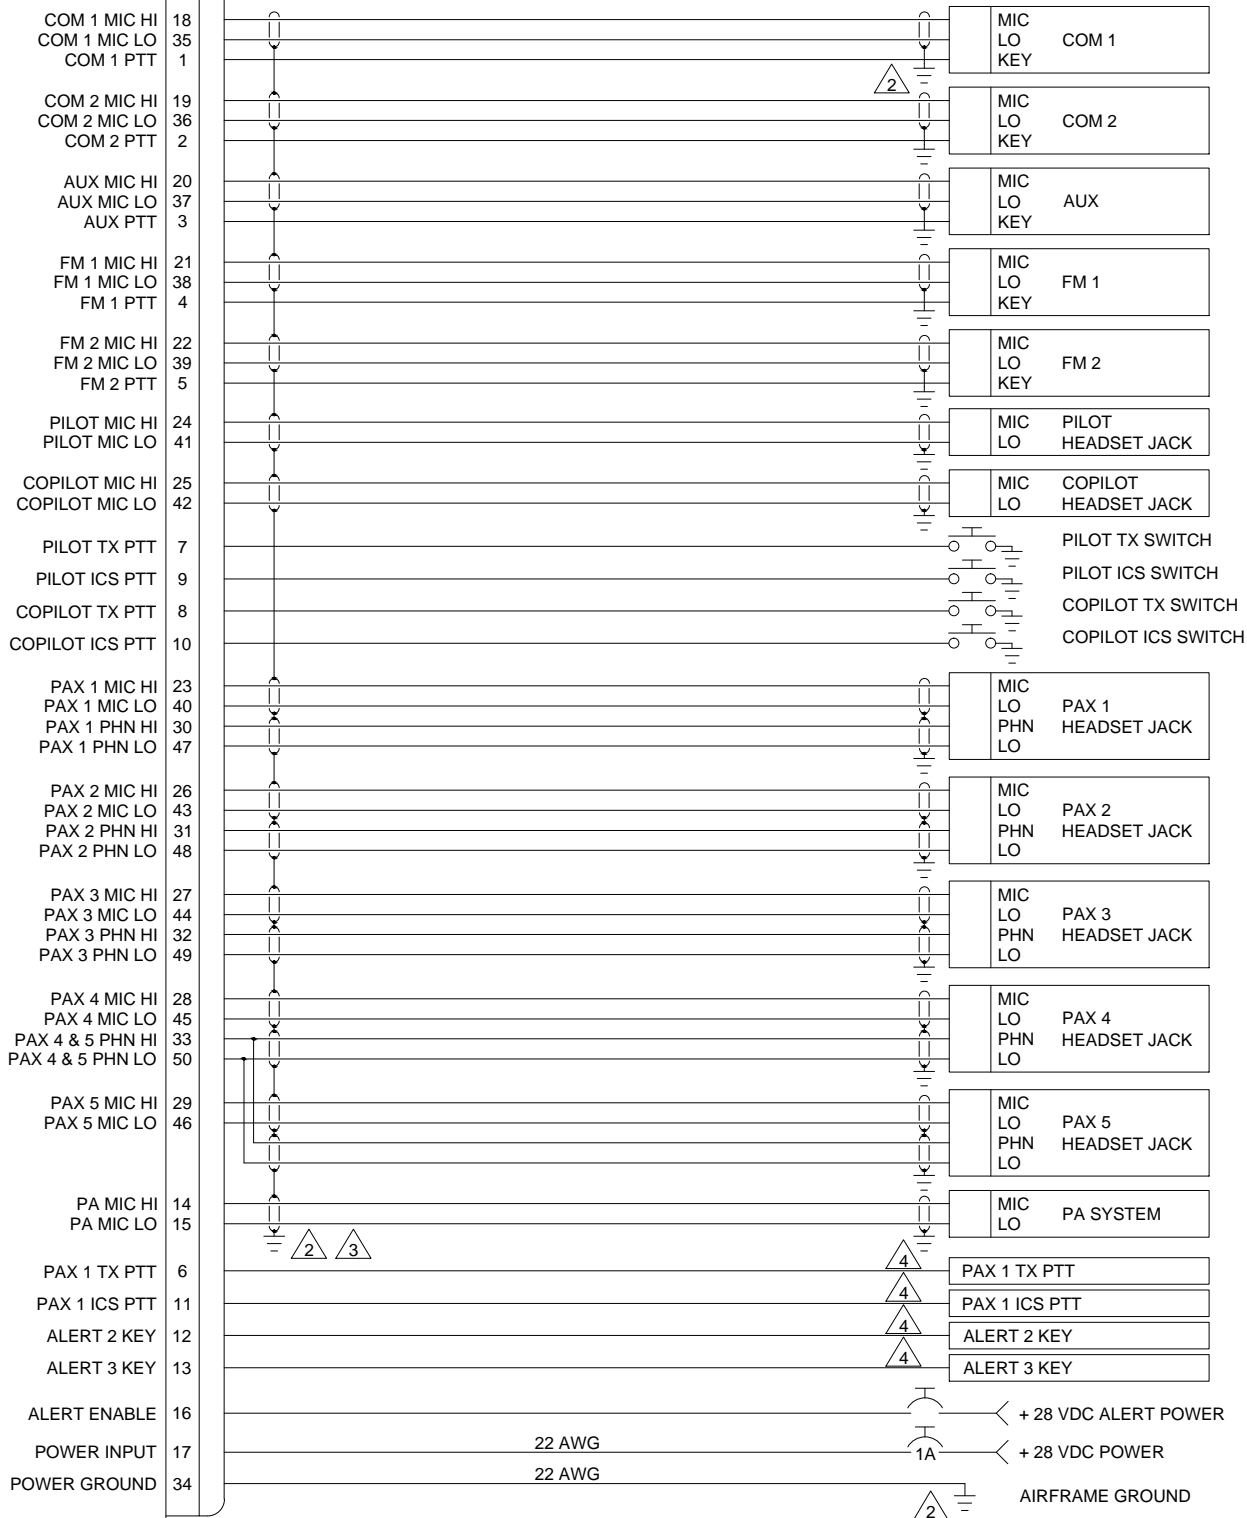 COM 1 MIC HI 18 MIC
COM 1 MIC LO 35 LO COM 1
COM 1 PTT 1 KEY
2
COM 2 MIC HI 19 MIC
COM 2 MIC LO 36 LO COM 2
COM 2 PTT 2 KEY
AUX MIC HI 20 MIC
AUX MIC LO 37 LO AUX
AUX PTT 3 KEY
FM 1 MIC HI 21 MIC
FM 1 MIC LO 38 LO FM 1
FM 1 PTT 4 KEY
FM 2 MIC HI 22 MIC
FM 2 MIC LO 39 LO FM 2
FM 2 PTT 5 KEY
PILOT MIC HI 24 MIC PILOT
PILOT MIC LO 41 LO HEADSET JACK
COPILOT MIC HI 25 MIC COPILOT
COPILOT MIC LO 42 LO HEADSET JACK
PILOT TX PTT 7 PILOT TX SWITCH
PILOT ICS PTT 9 PILOT ICS SWITCH
COPILOT TX PTT 8 COPILOT TX SWITCH
COPILOT ICS PTT 10 COPILOT ICS SWITCH
PAX 1 MIC HI 23 MIC
PAX 1 MIC LO 40 LO PAX 1
PAX 1 PHN HI 30 PHN HEADSET JACK
PAX 1 PHN LO 47 LO
PAX 2 MIC HI 26 MIC
PAX 2 MIC LO 43 LO PAX 2
PAX 2 PHN HI 31 PHN HEADSET JACK
PAX 2 PHN LO 48 LO
PAX 3 MIC HI 27 MIC
PAX 3 MIC LO 44 LO PAX 3
PAX 3 PHN HI 32 PHN HEADSET JACK
PAX 3 PHN LO 49 LO
PAX 4 MIC HI 28 MIC
PAX 4 MIC LO 45 LO PAX 4
PAX 4 & 5 PHN HI 33 PHN HEADSET JACK
PAX 4 & 5 PHN LO 50 LO
PAX 5 MIC HI 29 MIC
PAX 5 MIC LO 46 LO PAX 5
PHN HEADSET JACK
LO
PA MIC HI 14 MIC
PA MIC LO 15 LO PA SYSTEM
2 3
PAX 1 TX PTT 6 4 PAX 1 TX PTT
PAX 1 ICS PTT 11 4 PAX 1 ICS PTT
ALERT 2 KEY 12 4 ALERT 2 KEY
ALERT 3 KEY 13 4 ALERT 3 KEY
ALERT ENABLE 16 + 28 VDC ALERT POWER
POWER INPUT 17 22 AWG 1A + 28 VDC POWER
POWER GROUND 34 22 AWG AIRFRAME GROUND
2